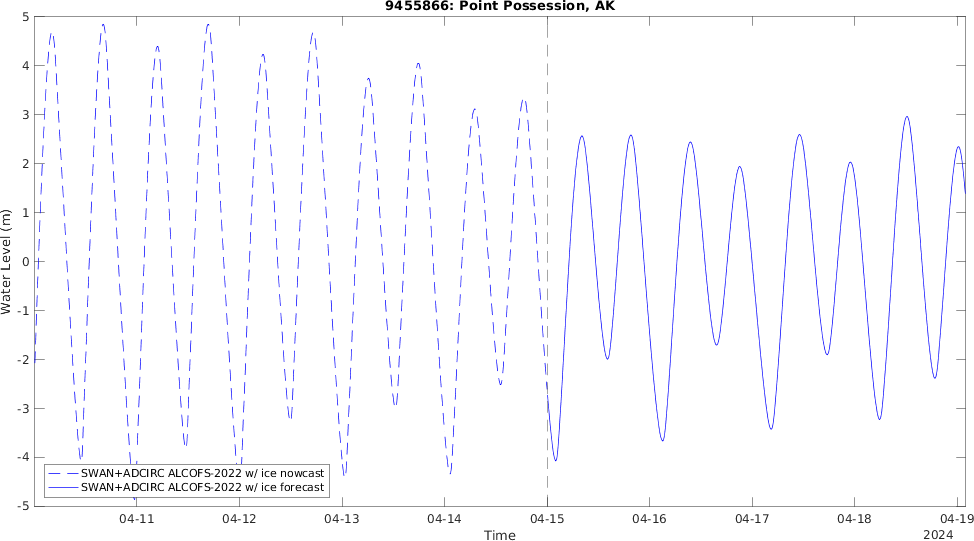 9455866: Point Possession, AK
5
4
3
2
1
0
-1
-2
-3
-4
-5
Water Level (m)
SWAN+ADCIRC ALCOFS-2022 w/ ice nowcast
SWAN+ADCIRC ALCOFS-2022 w/ ice forecast
04-11 04-12 04-13 04-14 04-15 04-16 04-17 04-18 04-19
Time
2024